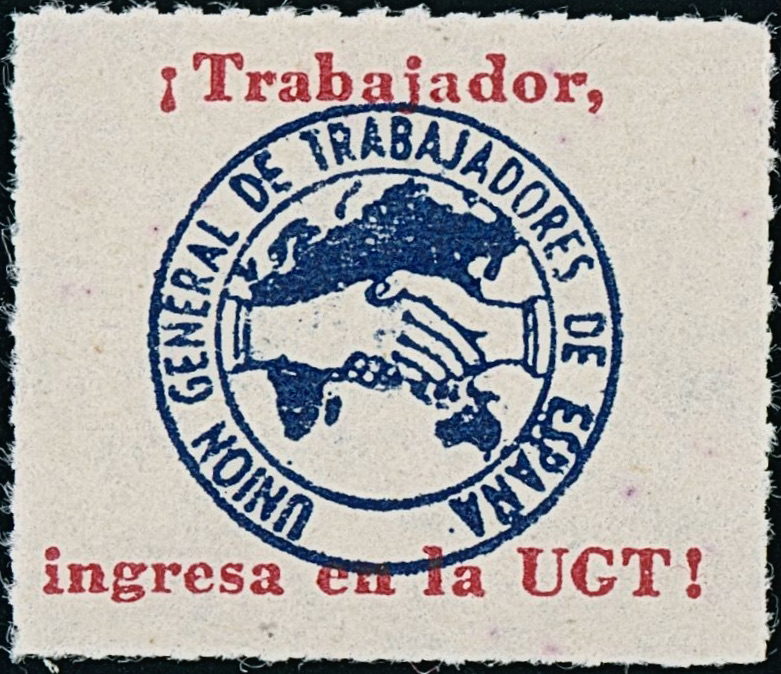 ¡Trabajador,
UNION GENERAL DE TRABAJADORES DE ESPAÑA
ingresa en la UGT!